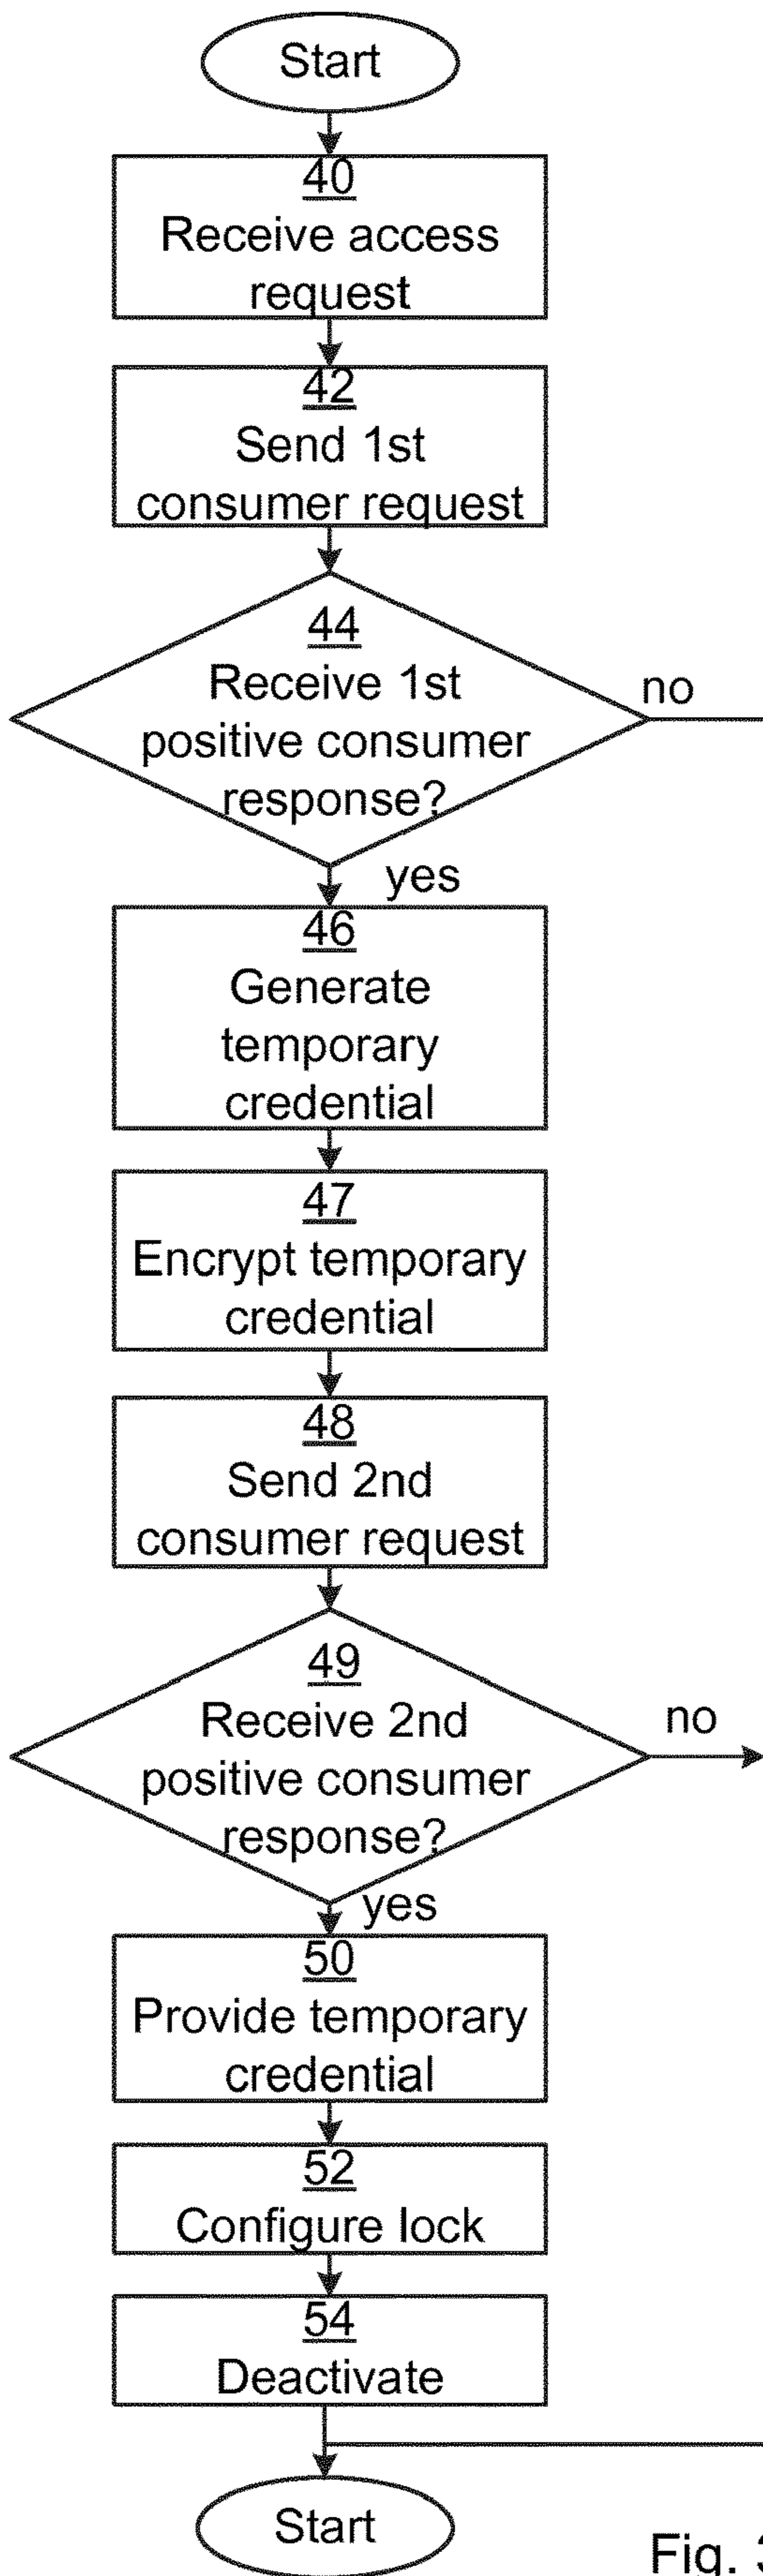 Start
40
Receive access
request
42
Send 1st
consumer request
44
Receive 1st
positive consumer
response?
no
yes
46
Generate
temporary
credential
47
Encrypt temporary
credential
48
Send 2nd
consumer request
49
Receive 2nd
positive consumer
response?
no
yes
50
Provide temporary
credential
52
Configure lock
54
Deactivate
Start
Fig.